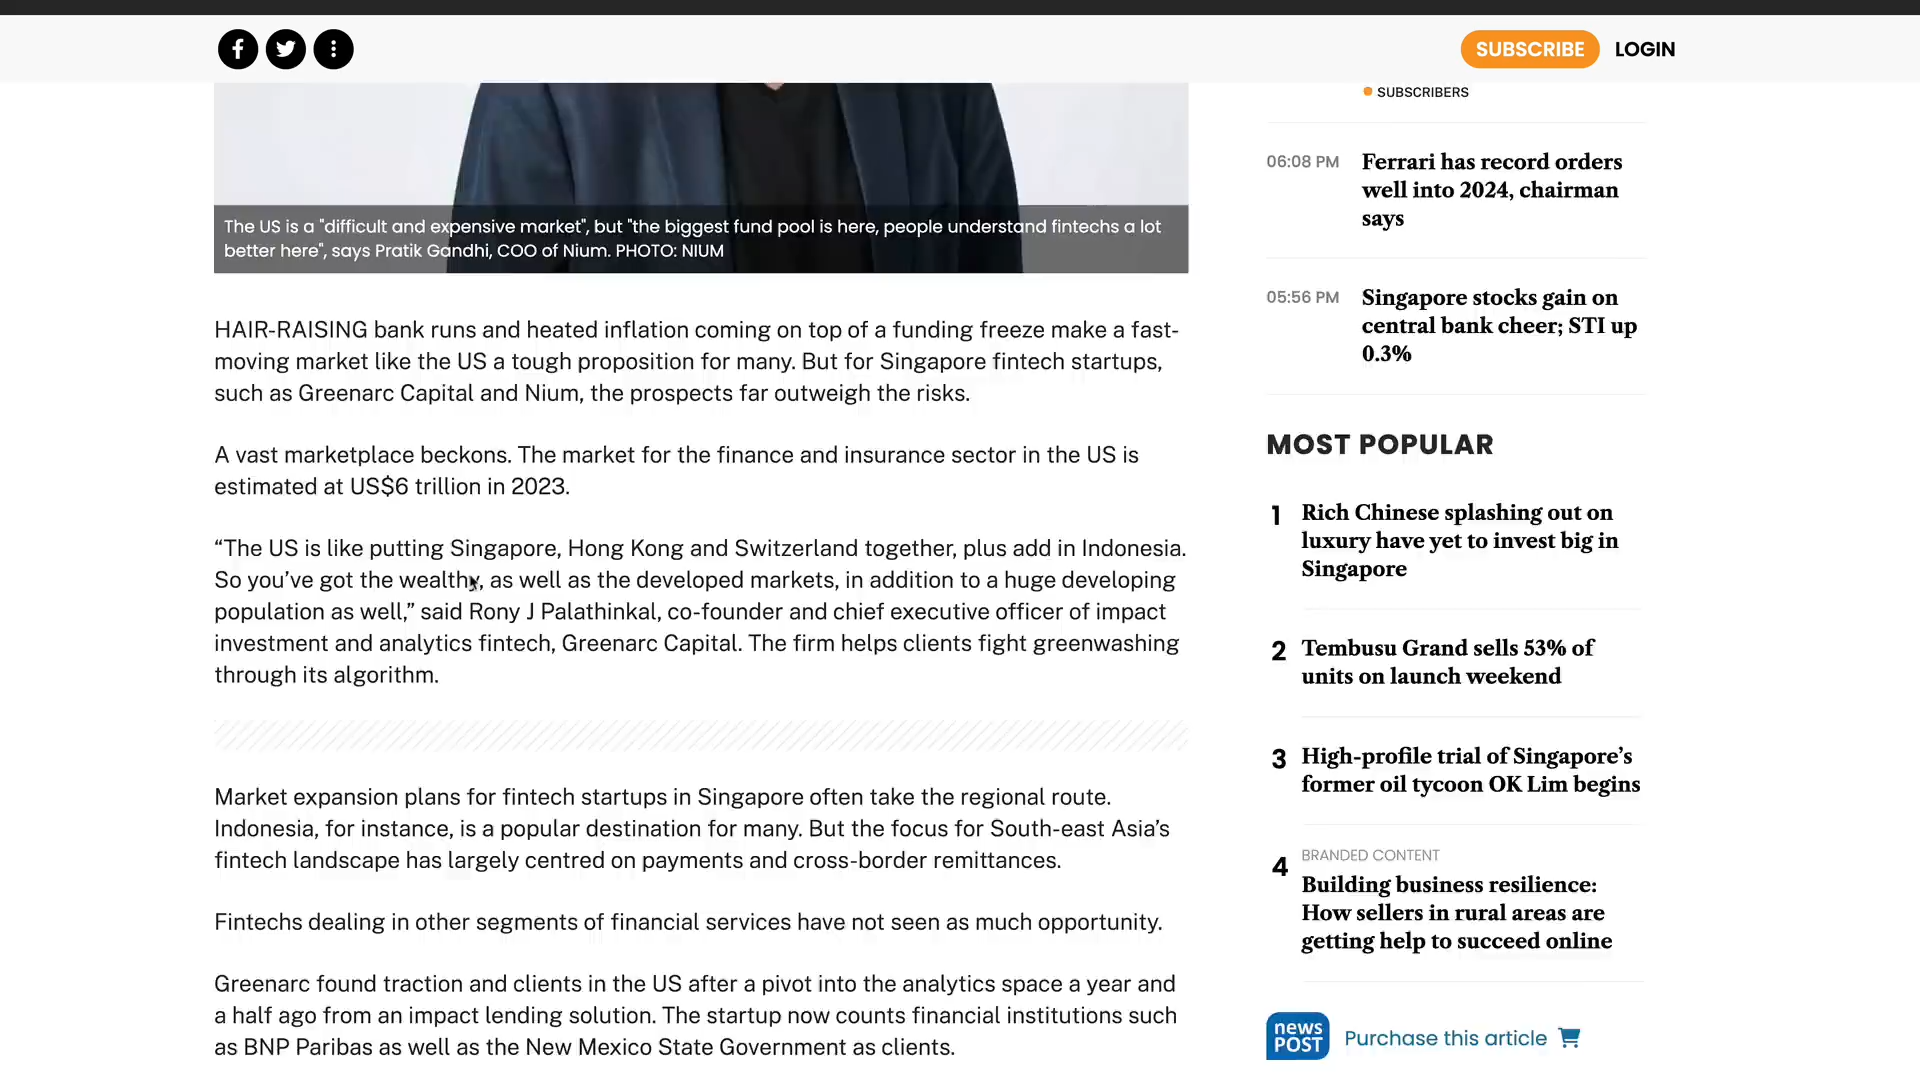 SUBSCRIBE
LOGIN
The US is a "difficult and expensive market", but "the biggest fund pool is here, people understand fintechs a lot
better here", says Pratik Gandhi, COO of Nium. PHOTO: NIUM
HAIR-RAISING bank runs and heated inflation coming on top of a funding freeze make a fast-
moving market like the US a tough proposition for many. But for Singapore fintech startups,
such as Greenarc Capital and Nium, the prospects far outweigh the risks.
A vast marketplace beckons. The market for the finance and insurance sector in the US is
estimated at US$6 trillion in 2023.
“The US is like putting Singapore, Hong Kong and Switzerland together, plus add in Indonesia.
So you’ve got the wealthy, as well as the developed markets, in addition to a huge developing
population as well,” said Rony J Palathinkal, co-founder and chief executive officer of impact
investment and analytics fintech, Greenarc Capital. The firm helps clients fight greenwashing
through its algorithm.
Market expansion plans for fintech startups in Singapore often take the regional route.
Indonesia, for instance, is a popular destination for many. But the focus for South-east Asia’s
fintech landscape has largely centred on payments and cross-border remittances.
Fintechs dealing in other segments of financial services have not seen as much opportunity.
Greenarc found traction and clients in the US after a pivot into the analytics space a year and
a half ago from an impact lending solution. The startup now counts financial institutions such
as BNP Paribas as well as the New Mexico State Government as clients.
SUBSCRIBERS
06:08 PM
Ferrari has record orders
well into 2024, chairman
says
05:56 PM
Singapore stocks gain on
central bank cheer; STI up
0.3%
MOST POPULAR
1
Rich Chinese splashing out on
luxury have yet to invest big in
Singapore
2
Tembusu Grand sells 53% of
units on launch weekend
3
High-profile trial of Singapore’s
former oil tycoon OK Lim begins
4
BRANDED CONTENT
Building business resilience:
How sellers in rural areas are
getting help to succeed online
news
POST
Purchase this article